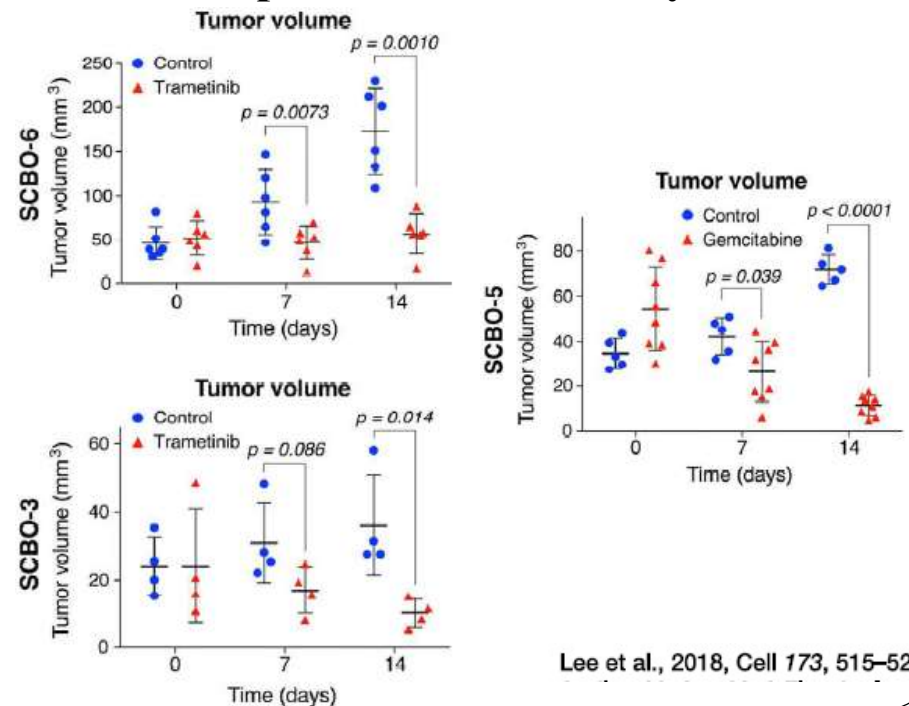 Tumor volume
p = 0.0010
250
Control
Trametinib
200
p = 0.0073
150
100
50
0
SCBO-6
Tumor volume (mm³)
0 7 14
Time (days)
Tumor volume
Control
Trametinib
60
p = 0.014
p = 0.086
40
20
0
SCBO-3
Tumor volume (mm³)
0 7 14
Time (days)
Tumor volume
Control
Gemcitabine
p < 0.0001
80
p = 0.039
60
40
20
0
SCBO-5
Tumor volume (mm³)
0 7 14
Time (days)
Lee et al., 2018, Cell 173, 515–52